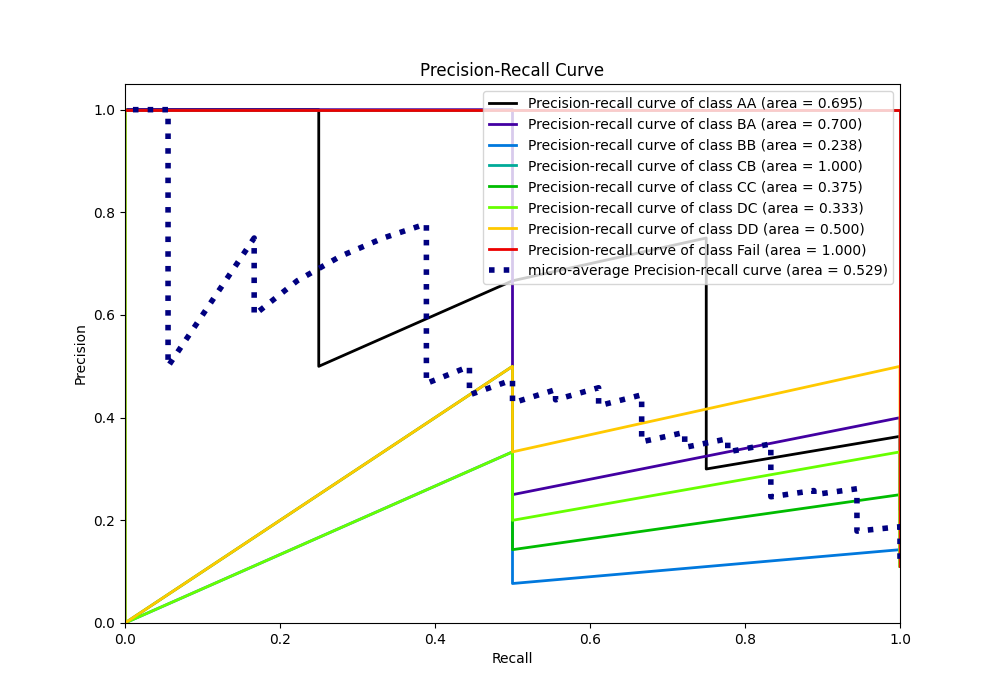 Precision-Recall Curve
1.0
0.8
0.6
0.4
0.2
0.0
Precision
Precision-recall curve of class AA (area = 0.695)
Precision-recall curve of class BA (area = 0.700)
Precision-recall curve of class BB (area = 0.238)
Precision-recall curve of class CB (area = 1.000)
Precision-recall curve of class CC (area = 0.375)
Precision-recall curve of class DC (area = 0.333)
Precision-recall curve of class DD (area = 0.500)
Precision-recall curve of class Fail (area = 1.000)
micro-average Precision-recall curve (area = 0.529)
0.0 0.2 0.4 0.6 0.8 1.0
Recall